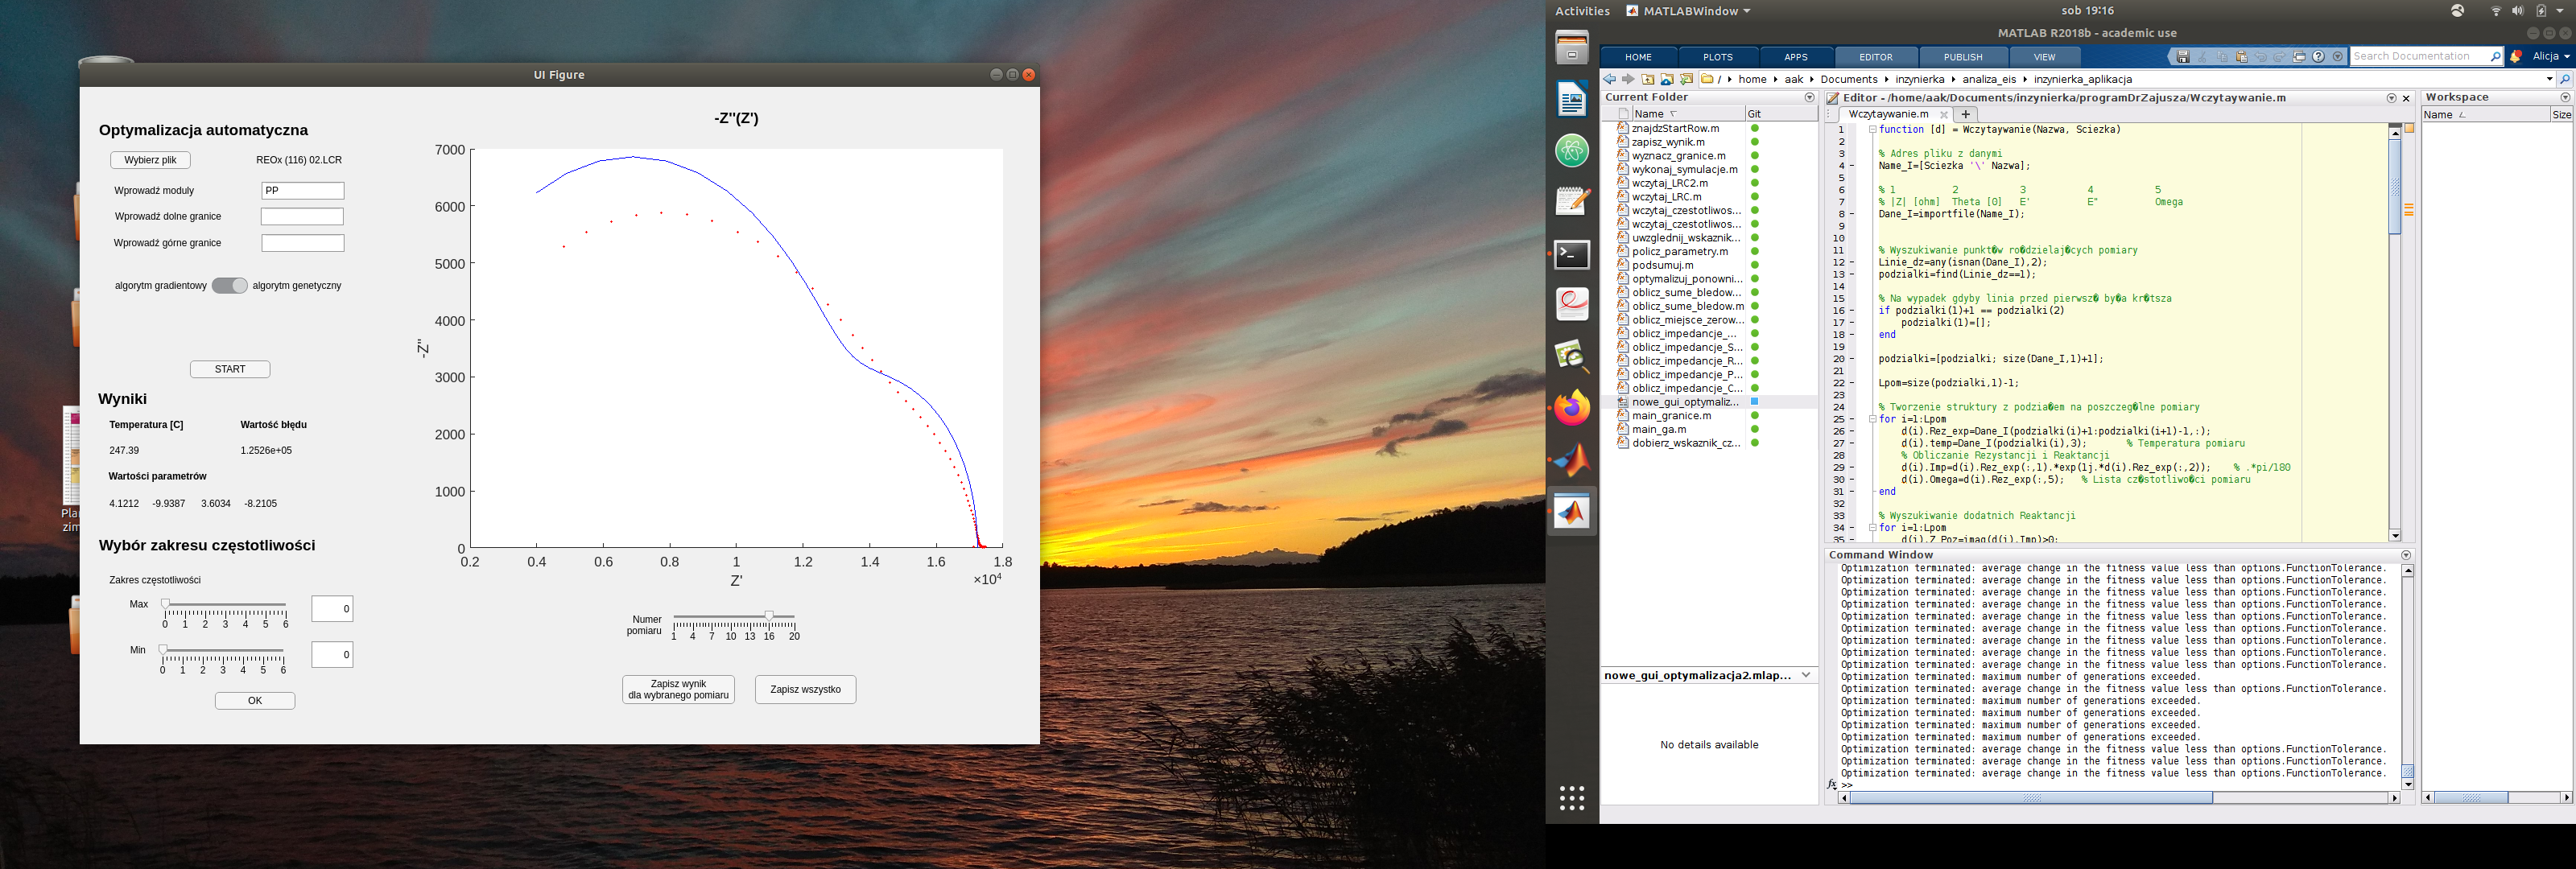 UI Figure
Optymalizacja automatyczna
Wybierz plik
REOx (116) 02.LCR
Wprowadź moduły
PP
Wprowadź dolne granice
Wprowadź górne granice
algorytm gradientowy
algorytm genetyczny
START
Wyniki
Temperatura [C]
Wartość błędu
247.39
1.2526e+05
Wartości parametrów
4.1212 -9.9387 3.6034 -8.2105
Wybór zakresu częstotliwości
Zakres częstotliwości
Max
0 1 2 3 4 5 6
0
Min
0 1 2 3 4 5 6
0
OK
-Z''(Z')
7000
6000
5000
4000
3000
2000
1000
0
-Z''
0.2 0.4 0.6 0.8 1 1.2 1.4 1.6 1.8
×10⁴
Z'
Numer
pomiaru
1 4 7 10 13 16 20
Zapisz wynik
dla wybranego pomiaru
Zapisz wszystko
Activities
MATLABWindow
sob 19:16
MATLAB R2018b - academic use
HOME PLOTS APPS EDITOR PUBLISH VIEW
Search Documentation
Alicja
/ home aak Documents inzynierka analiza_eis inzynierka_aplikacja
Current Folder
Name
Git
znajdzStartRow.m
zapisz_wynik.m
wyznacz_granice.m
wykonaj_symulacje.m
wczytaj_LRC2.m
wczytaj_LRC.m
wczytaj_czestotliwos...
wczytaj_czestotliwos...
uwzglednij_wskaznik...
policz_parametry.m
podsumuj.m
optymalizuj_ponowni...
oblicz_sume_bledow...
oblicz_sume_bledow.m
oblicz_miejsce_zerow...
oblicz_impedancje_...
oblicz_impedancje_S...
oblicz_impedancje_R...
oblicz_impedancje_P...
oblicz_impedancje_C...
nowe_gui_optymaliz...
main_granice.m
main_ga.m
dobierz_wskaznik_cz...
nowe_gui_optymalizacja2.mlap...
No details available
Editor - /home/aak/Documents/inzynierka/programDrZajusza/Wczytaywanie.m
Wczytaywanie.m
1 function [d] = Wczytaywanie(Nazwa, Sciezka)
2
3 % Adres pliku z danymi
4 Name_I=[Sciezka '\' Nazwa];
5
6 % 1 2 3 4 5
7 % |Z| [ohm] Theta [O] E' E" Omega
8 Dane_I=importfile(Name_I);
9
10
11 % Wyszukiwanie punkt�w ro�dzielaj�cych pomiary
12 Linie_dz=any(isnan(Dane_I),2);
13 podzialki=find(Linie_dz==1);
14
15 % Na wypadek gdyby linia przed pierwsz� by�a kr�tsza
16 if podzialki(1)+1 == podzialki(2)
17 podzialki(1)=[];
18 end
19
20 podzialki=[podzialki; size(Dane_I,1)+1];
21
22 Lpom=size(podzialki,1)-1;
23
24 % Tworzenie struktury z podzia�em na poszczeg�lne pomiary
25 for i=1:Lpom
26 d(i).Rez_exp=Dane_I(podzialki(i)+1:podzialki(i+1)-1,:);
27 d(i).temp=Dane_I(podzialki(i),3); % Temperatura pomiaru
28 % Obliczanie Rezystancji i Reaktancji
29 d(i).Imp=d(i).Rez_exp(:,1).*exp(1j.*d(i).Rez_exp(:,2)); % .*pi/180
30 d(i).Omega=d(i).Rez_exp(:,5); % Lista cz�stotliwo�ci pomiaru
31 end
32
33 % Wyszukiwanie dodatnich Reaktancji
34 for i=1:Lpom
35 d(i).Z_Poz=imag(d(i).Imp)>0;
Command Window
Optimization terminated: average change in the fitness value less than options.FunctionTolerance.
Optimization terminated: average change in the fitness value less than options.FunctionTolerance.
Optimization terminated: average change in the fitness value less than options.FunctionTolerance.
Optimization terminated: average change in the fitness value less than options.FunctionTolerance.
Optimization terminated: average change in the fitness value less than options.FunctionTolerance.
Optimization terminated: average change in the fitness value less than options.FunctionTolerance.
Optimization terminated: average change in the fitness value less than options.FunctionTolerance.
Optimization terminated: average change in the fitness value less than options.FunctionTolerance.
Optimization terminated: average change in the fitness value less than options.FunctionTolerance.
Optimization terminated: maximum number of generations exceeded.
Optimization terminated: average change in the fitness value less than options.FunctionTolerance.
Optimization terminated: maximum number of generations exceeded.
Optimization terminated: maximum number of generations exceeded.
Optimization terminated: maximum number of generations exceeded.
Optimization terminated: maximum number of generations exceeded.
Optimization terminated: average change in the fitness value less than options.FunctionTolerance.
Optimization terminated: average change in the fitness value less than options.FunctionTolerance.
Optimization terminated: average change in the fitness value less than options.FunctionTolerance.
fx >>
Workspace
Name
Size